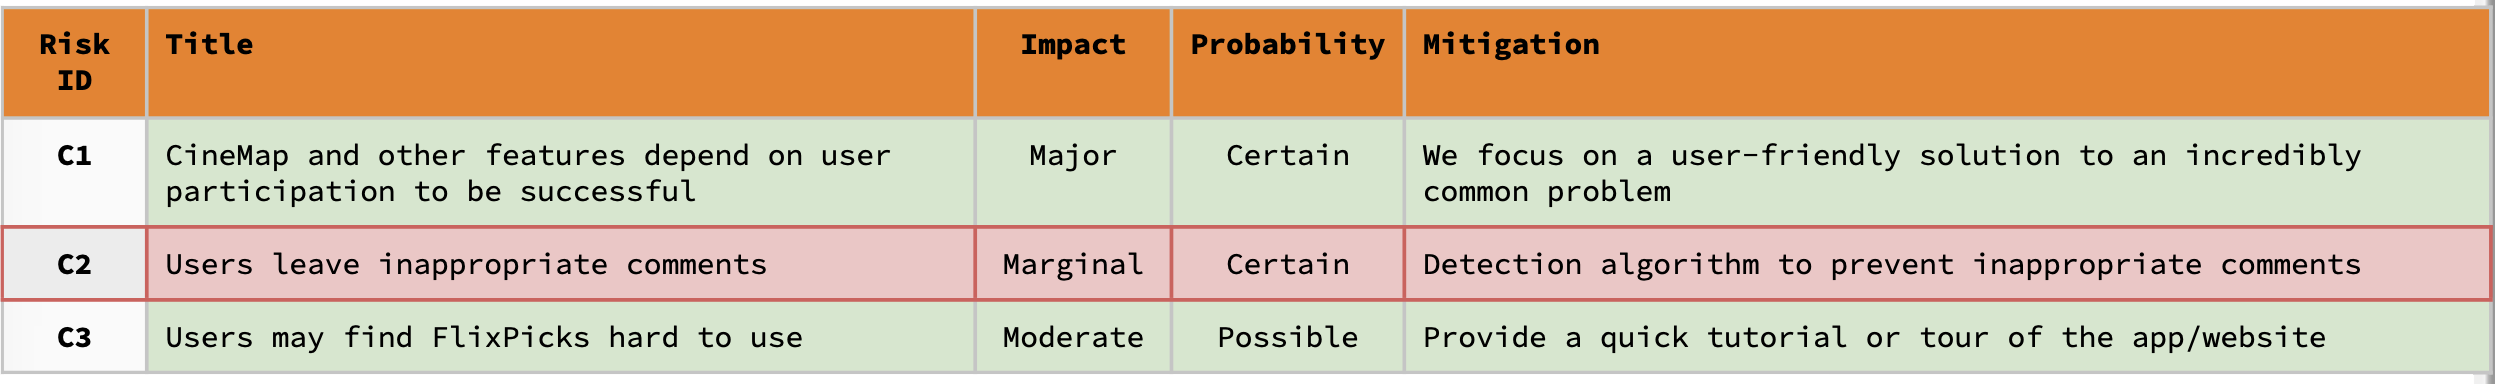 Risk ID Title Impact Probability Mitigation
C1 CineMap and other features depend on user Major Certain We focus on a user-friendly solution to an incredibly
participation to be successful common problem
C2 Users leave inappropriate comments Marginal Certain Detection algorithm to prevent inappropriate comments
C3 Users may find FlixPicks hard to use Moderate Possible Provide a quick tutorial or tour of the app/website